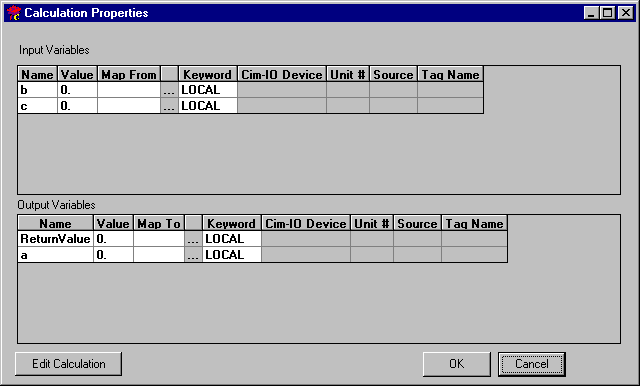 Calculation Properties
Input Variables
Name Value Map From Keyword Cim-IO Device Unit # Source Tag Name
b 0. ... LOCAL
c 0. ... LOCAL
Output Variables
Name Value Map To Keyword Cim-IO Device Unit # Source Tag Name
ReturnValue 0. ... LOCAL
a 0. ... LOCAL
Edit Calculation OK Cancel